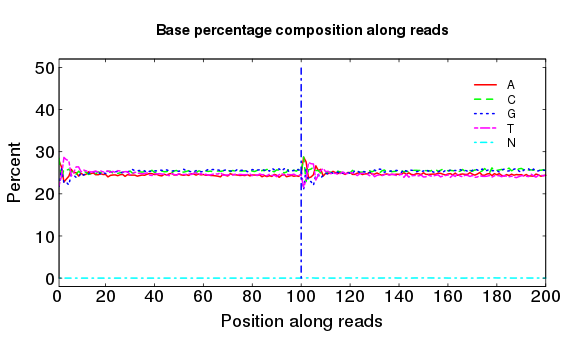 Base percentage composition along reads
Percent
50
40
30
20
10
0
A
C
G
T
N
0 20 40 60 80 100 120 140 160 180 200
Position along reads